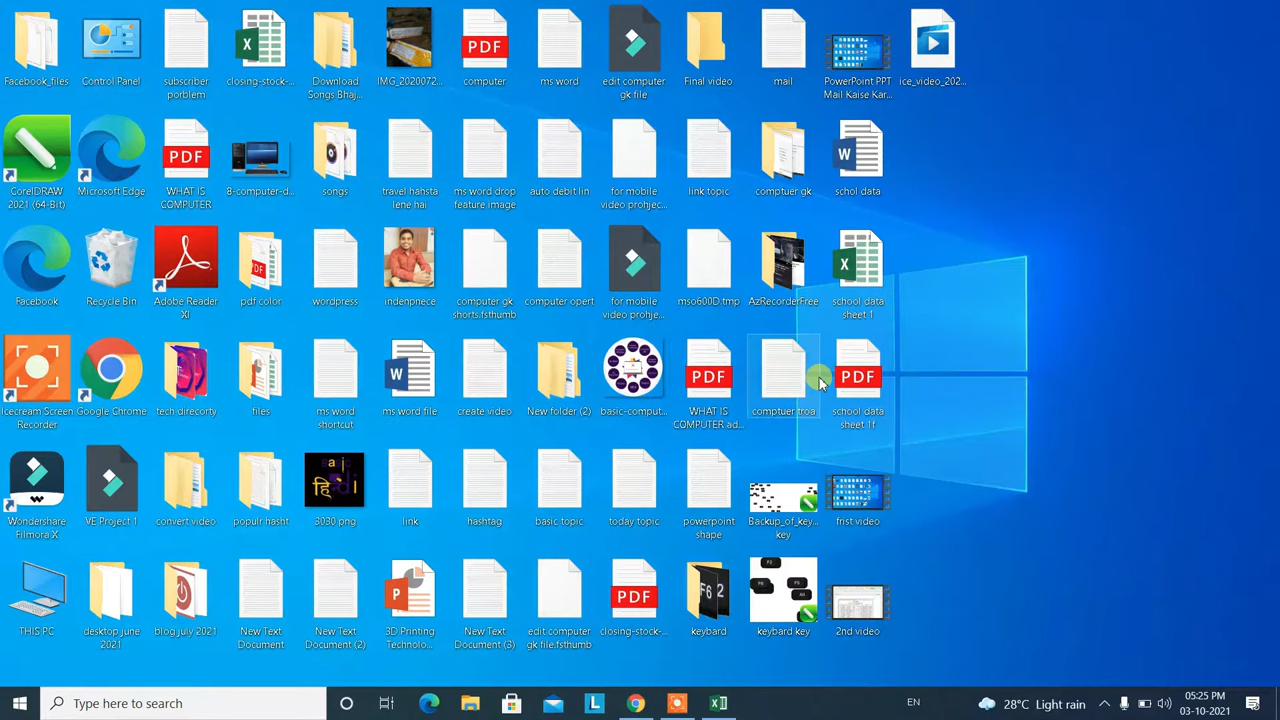 Facebook_files
Control Panel
subscriber
porblem
closing-stock-...
Download
Songs Bhaj...
IMG_2020072...
PDF
computer
ms word
edit computer
gk file
Final video
mail
PowerPoint PPT
Mail Kaise Kar...
ice_video_202...
CorelDRAW
2021 (64-Bit)
Microsoft Edge
PDF
WHAT IS
COMPUTER
8-computer-d...
songs
travel hansta
lene hai
ms word drop
feature image
auto debit lin
for mobile
video prohjec...
link topic
comptuer gk
W
schol data
Facebook
Recycle Bin
Adobe Reader
XI
PDF
pdf color
wordpress
indenpnece
computer gk
shorts.fsthumb
computer opert
for mobile
video prohje...
mso600D.tmp
AzRecorderFree
X
school data
sheet 1
Icecream Screen
Recorder
Google Chrome
tech direcorty
files
ms word
shortcut
W
ms word file
create video
New folder (2)
basic-comput...
PDF
WHAT IS
COMPUTER ad...
comptuer troa
PDF
school data
sheet 1f
Wondershare
Filmora X
VE Project 1
convert video
populr hasht
3030 png
link
hashtag
basic topic
today topic
powerpoint
shape
Backup_of_key...
key
frist video
THIS PC
desktop june
2021
blog july 2021
New Text
Document
New Text
Document (2)
P
3D Printing
Technolo...
New Text
Document (3)
edit computer
gk file.fsthumb
PDF
closing-stock-...
F6 2
keybard
keybard key
2nd video
Type here to search
L
EN
28°C Light rain
05:25 PM
03-10-2021